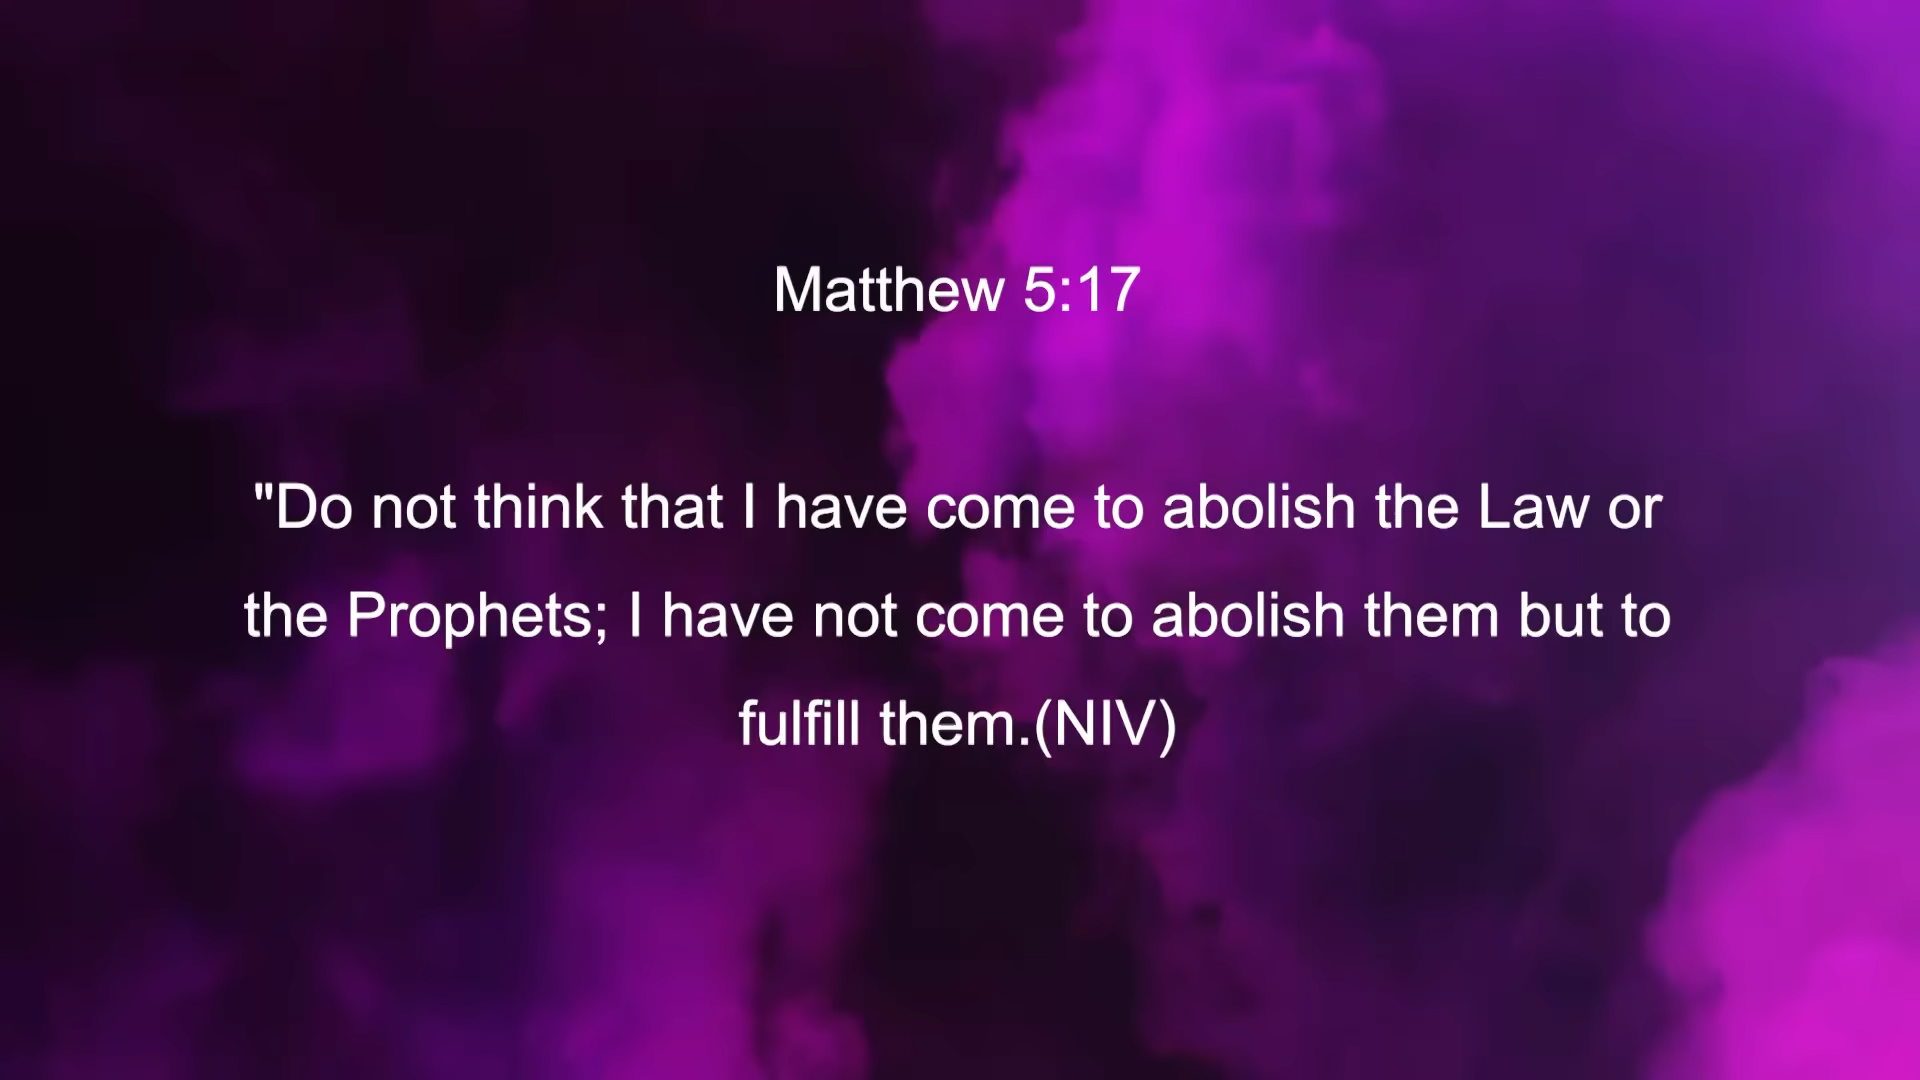 Matthew 5:17
"Do not think that I have come to abolish the Law or
the Prophets; I have not come to abolish them but to
fulfill them.(NIV)